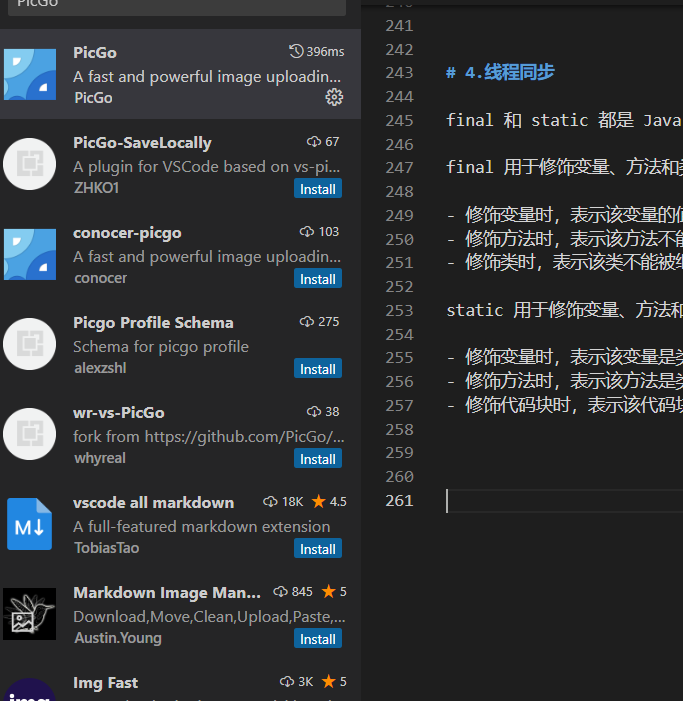 PicGo
PicGo
396ms
A fast and powerful image uploadin...
PicGo
PicGo-SaveLocally
67
A plugin for VSCode based on vs-pi...
ZHKO1
Install
conocer-picgo
103
A fast and powerful image uploadin...
conocer
Install
Picgo Profile Schema
275
Schema for picgo profile
alexzshl
Install
wr-vs-PicGo
38
fork from https://github.com/PicGo/...
whyreal
Install
vscode all markdown
18K
4.5
M
A full-featured markdown extension
TobiasTao
Install
Markdown Image Man...
845
5
Download,Move,Clean,Upload,Paste,...
Austin.Young
Install
Img Fast
3K
5
img
240
241
242
243 # 4.线程同步
244
245 final 和 static 都是 Java
246
247 final 用于修饰变量、方法和类
248
249 - 修饰变量时，表示该变量的值
250 - 修饰方法时，表示该方法不能
251 - 修饰类时，表示该类不能被继
252
253 static 用于修饰变量、方法和
254
255 - 修饰变量时，表示该变量是类
256 - 修饰方法时，表示该方法是类
257 - 修饰代码块时，表示该代码块
258
259
260
261